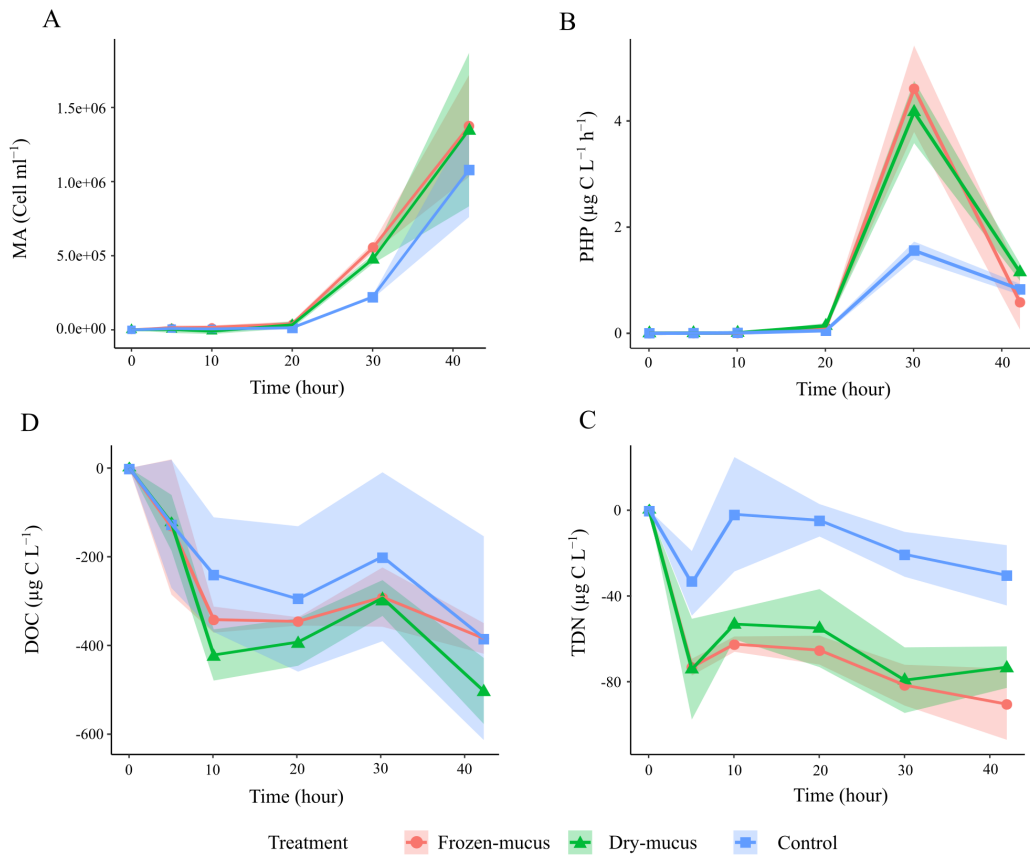 A
MA (Cell ml⁻¹)
1.5e+06
1.0e+06
5.0e+05
0.0e+00
0 10 20 30 40
Time (hour)
B
PHP (µg C L⁻¹ h⁻¹)
4
2
0
0 10 20 30 40
Time (hour)
D
DOC (µg C L⁻¹)
0
-200
-400
-600
0 10 20 30 40
Time (hour)
C
TDN (µg C L⁻¹)
0
-40
-80
0 10 20 30 40
Time (hour)
Treatment Frozen-mucus Dry-mucus Control